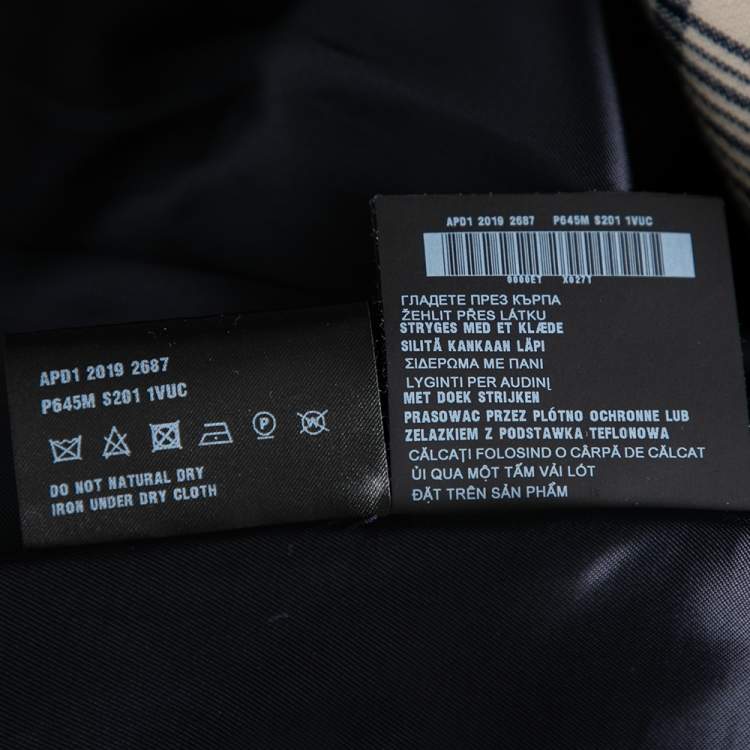 APD1 2019 2687
P645M S201 1VUC
DO NOT NATURAL DRY
IRON UNDER DRY CLOTH
APD1 2019 2687 P645M S201 1VUC
0000ET X0271
ГЛАДЕТЕ ПРЕЗ КЪРПА
ŽEHLIT PŘES LÁTKU
STRYGES MED ET KLÆDE
SILITÄ KANKAAN LÄPI
ΣΙΔΕΡΩΜΑ ΜΕ ΠΑΝΙ
LYGINTI PER AUDINĮ
MET DOEK STRIJKEN
PRASOWAC PRZEZ PŁÓTNO OCHRONNE LUB
ZELAZKIEM Z PODSTAWKA TEFLONOWA
CĂLCAȚI FOLOSIND O CÂRPĂ DE CĂLCAT
ỦI QUA MỘT TẤM VẢI LÓT
ĐẶT TRÊN SẢN PHẨM